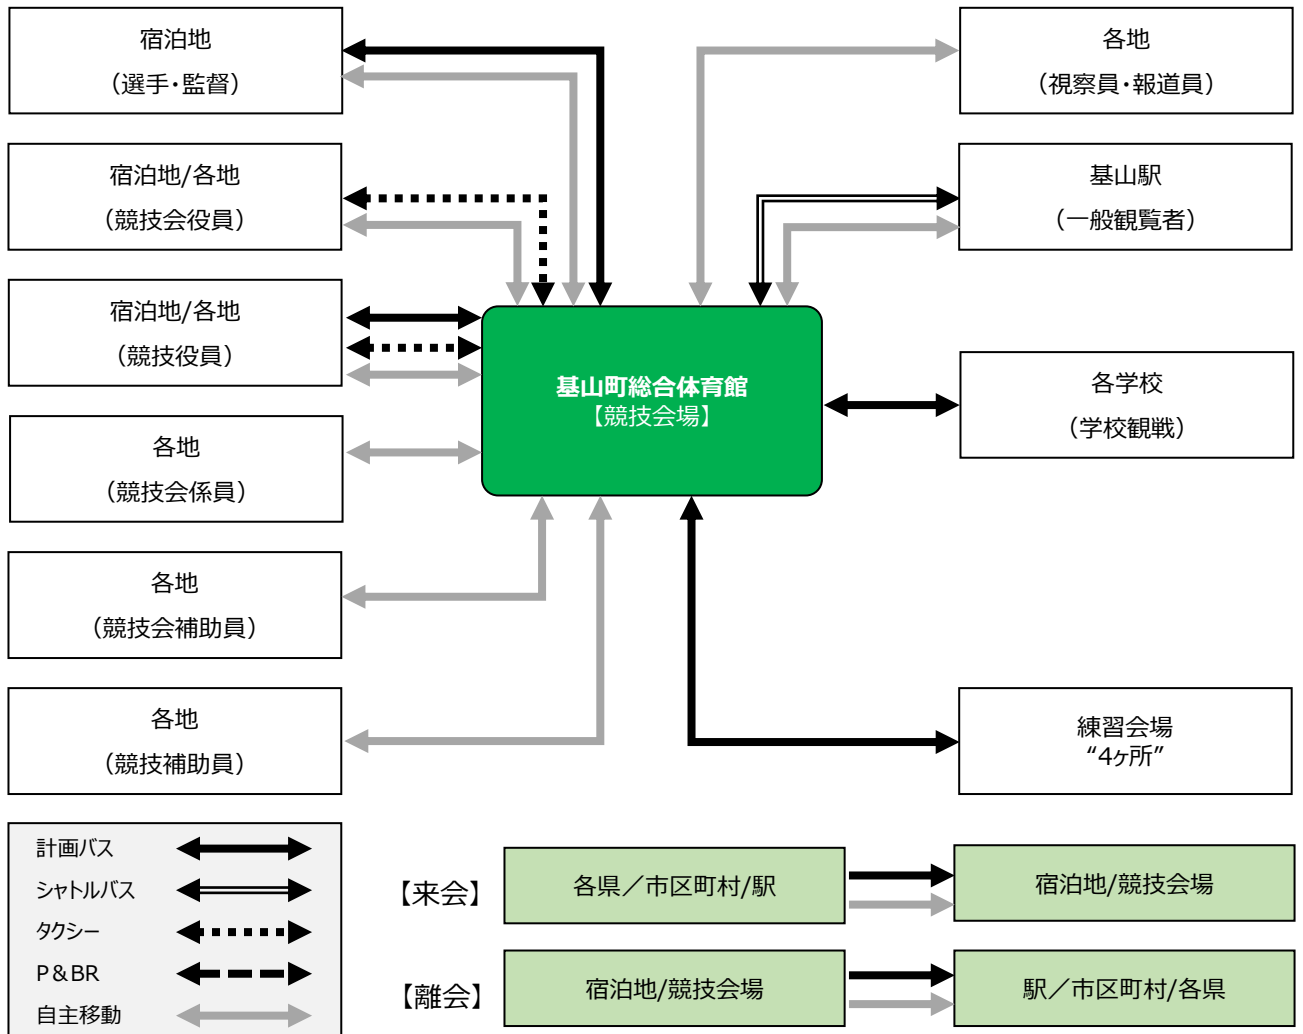 宿泊地
（選手・監督）
各地
（視察員・報道員）
宿泊地/各地
（競技会役員）
基山駅
（一般観覧者）
宿泊地/各地
（競技役員）
基山町総合体育館
【競技会場】
各学校
（学校観戦）
各地
（競技会係員）
各地
（競技会補助員）
各地
（競技補助員）
練習会場
“4ヶ所”
計画バス
シャトルバス
タクシー
P＆BR
自主移動
【来会】
各県／市区町村/駅
宿泊地/競技会場
【離会】
宿泊地/競技会場
駅／市区町村/各県